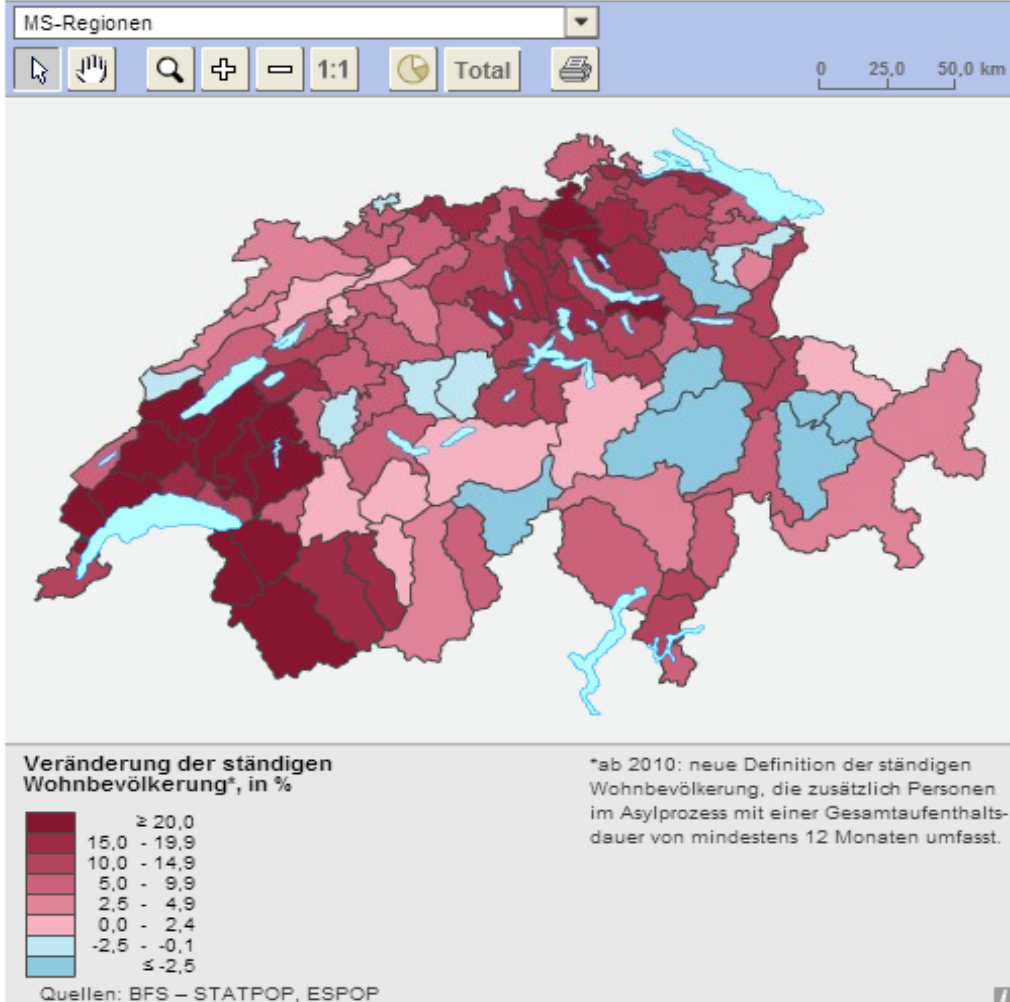 MS-Regionen
1:1
Total
0 25,0 50,0 km
Veränderung der ständigen
Wohnbevölkerung*, in %
≥ 20,0
15,0 - 19,9
10,0 - 14,9
5,0 - 9,9
2,5 - 4,9
0,0 - 2,4
-2,5 - -0,1
≤ -2,5
Quellen: BFS – STATPOP, ESPOP
*ab 2010: neue Definition der ständigen
Wohnbevölkerung, die zusätzlich Personen
im Asylprozess mit einer Gesamtaufenthalts-
dauer von mindestens 12 Monaten umfasst.
i